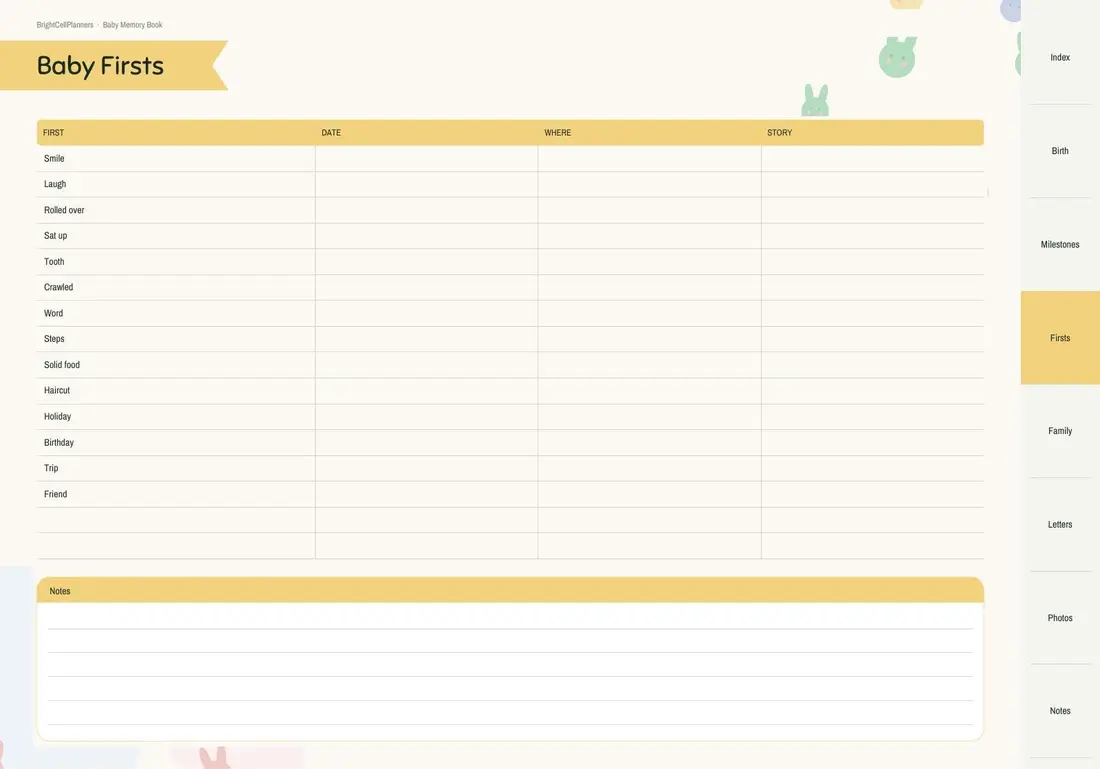 BrightCellPlanners · Baby Memory Book
Baby Firsts
FIRST DATE WHERE STORY
Smile
Laugh
Rolled over
Sat up
Tooth
Crawled
Word
Steps
Solid food
Haircut
Holiday
Birthday
Trip
Friend
Notes
Index
Birth
Milestones
Firsts
Family
Letters
Photos
Notes